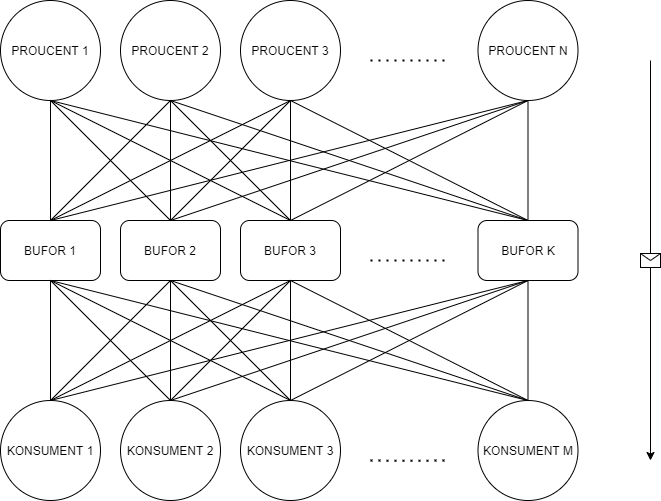 PROUCENT 1
PROUCENT 2
PROUCENT 3
..........
PROUCENT N
BUFOR 1
BUFOR 2
BUFOR 3
..........
BUFOR K
KONSUMENT 1
KONSUMENT 2
KONSUMENT 3
..........
KONSUMENT M